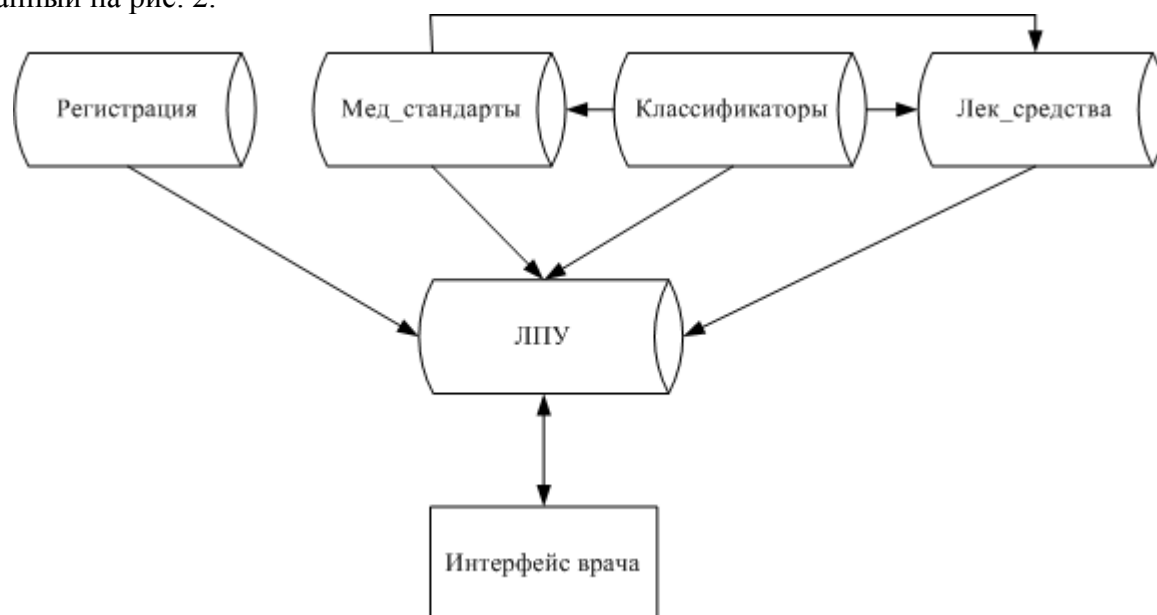 анный на рис. 2.
Регистрация
Мед_стандарты
Классификаторы
Лек_средства
ЛПУ
Интерфейс врача